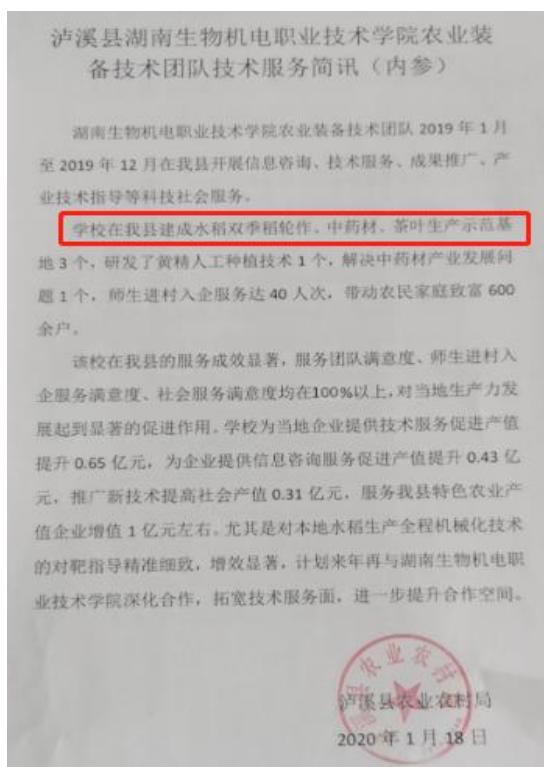 泸溪县湖南生物机电职业技术学院农业装
备技术团队技术服务简讯（内参）
湖南生物机电职业技术学院农业装备技术团队 2019 年 1 月
至 2019 年 12 月在我县开展信息咨询、技术服务、成果推广、产
业技术指导等科技社会服务。
学校在我县建成水稻双季稻轮作、中药材、茶叶生产示范基
地 3 个，研发了黄精人工种植技术 1 个，解决中药材产业发展问
题 1 个，师生进村入企服务达 40 人次，带动农民家庭致富 600
余户。
该校在我县的服务成效显著，服务团队满意度、师生进村入
企服务满意度、社会服务满意度均在100%以上，对当地生产力发
展起到显著的促进作用。学校为当地企业提供技术服务促进产值
提升 0.65 亿元，为企业提供信息咨询服务促进产值提升 0.43 亿
元，推广新技术提高社会产值 0.31 亿元，服务我县特色农业产
值企业增值 1 亿元左右。尤其是对本地水稻生产全程机械化技术
的对靶指导精准细致，增效显著，计划来年再与湖南生物机电职
业技术学院深化合作，拓宽技术服务面，进一步提升合作空间。
泸溪县农业农村局
2020 年 1 月 18 日